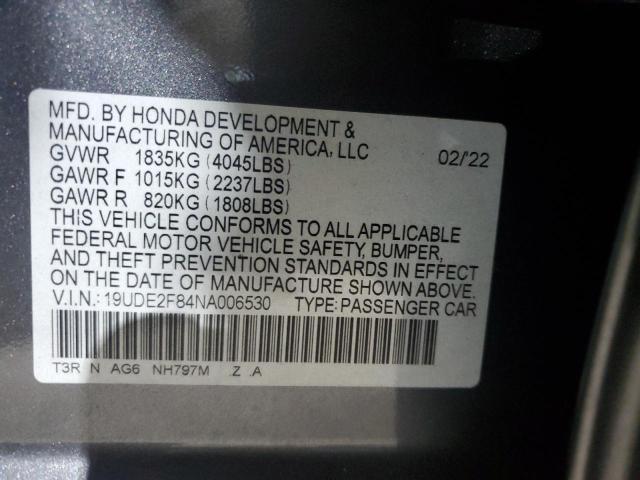 MFD. BY HONDA DEVELOPMENT &
MANUFACTURING OF AMERICA, LLC
GVWR 1835KG (4045LBS) 02/'22
GAWR F 1015KG (2237LBS)
GAWR R 820KG (1808LBS)
THIS VEHICLE CONFORMS TO ALL APPLICABLE
FEDERAL MOTOR VEHICLE SAFETY, BUMPER,
AND THEFT PREVENTION STANDARDS IN EFFECT
ON THE DATE OF MANUFACTURE SHOWN ABOVE.
V.I.N.: 19UDE2F84NA006530 TYPE: PASSENGER CAR
T3R N AG6 NH797M .Z .A